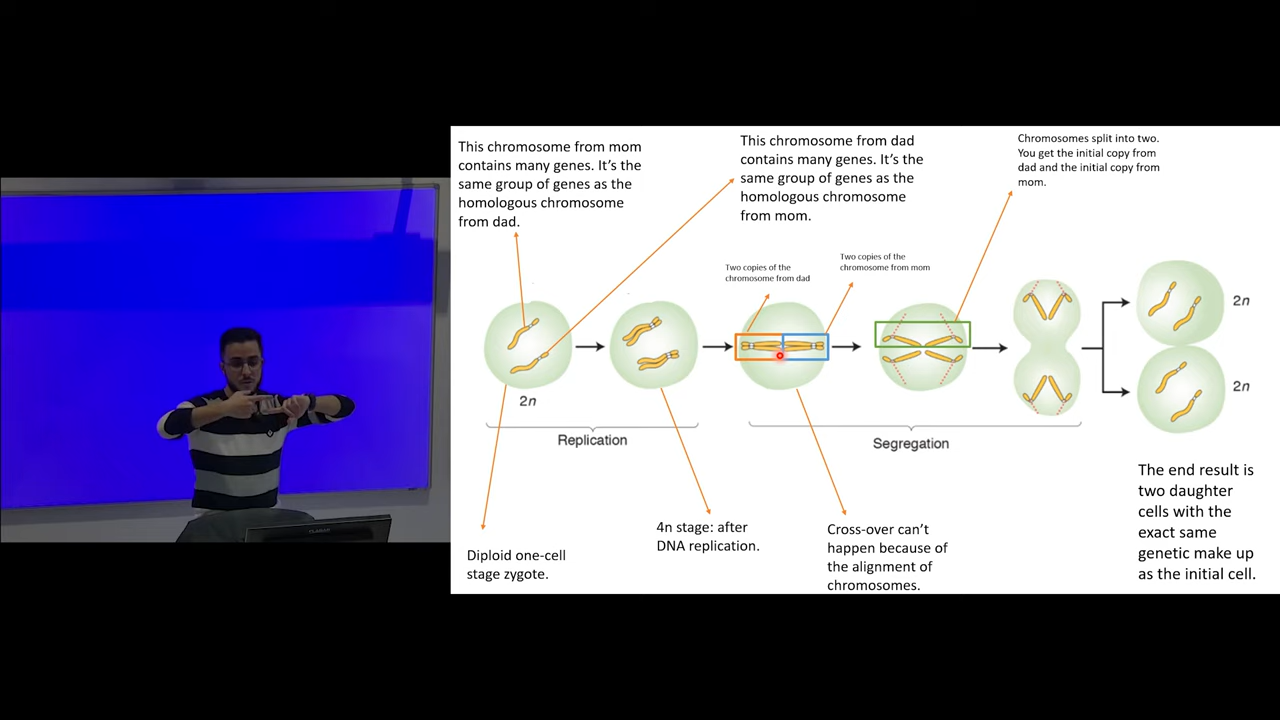 This chromosome from mom
contains many genes. It’s the
same group of genes as the
homologous chromosome
from dad.
This chromosome from dad
contains many genes. It’s the
same group of genes as the
homologous chromosome
from mom.
Chromosomes split into two.
You get the initial copy from
dad and the initial copy from
mom.
Two copies of the
chromosome from dad
Two copies of the
chromosome from mom
2n
2n
2n
Replication
Segregation
Diploid one-cell
stage zygote.
4n stage: after
DNA replication.
Cross-over can’t
happen because of
the alignment of
chromosomes.
The end result is
two daughter
cells with the
exact same
genetic make up
as the initial cell.